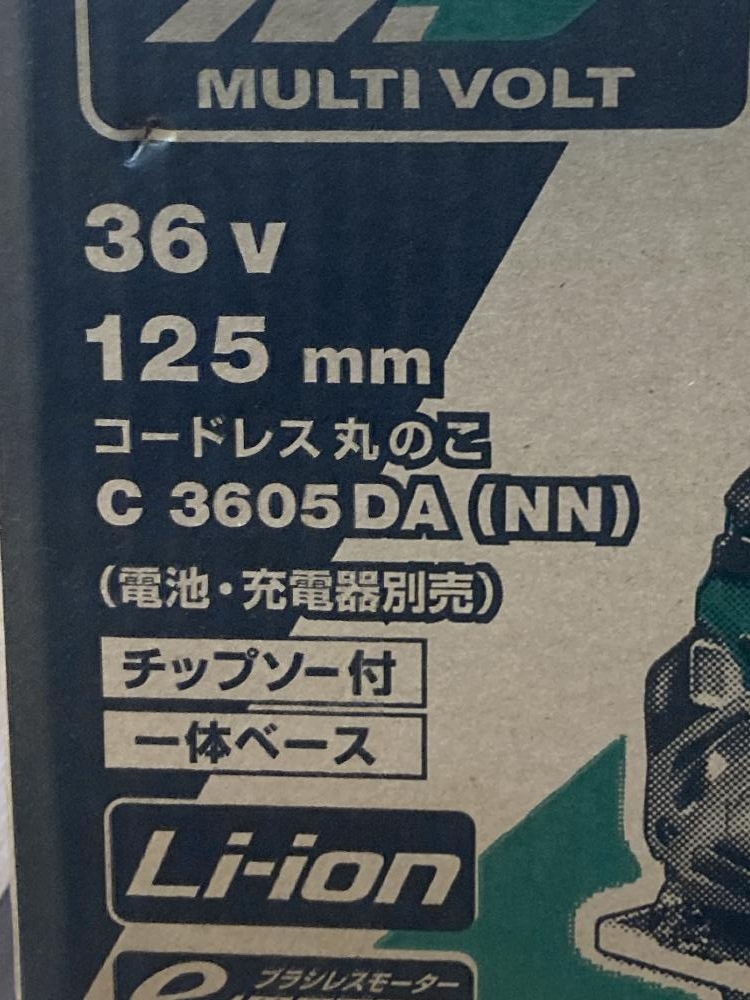 MULTI VOLT
36 V
125 mm
コードレス丸のこ
C 3605DA (NN)
(電池・充電器別売)
チップソー付
一体ベース
Li-ion
ブラシレスモーター